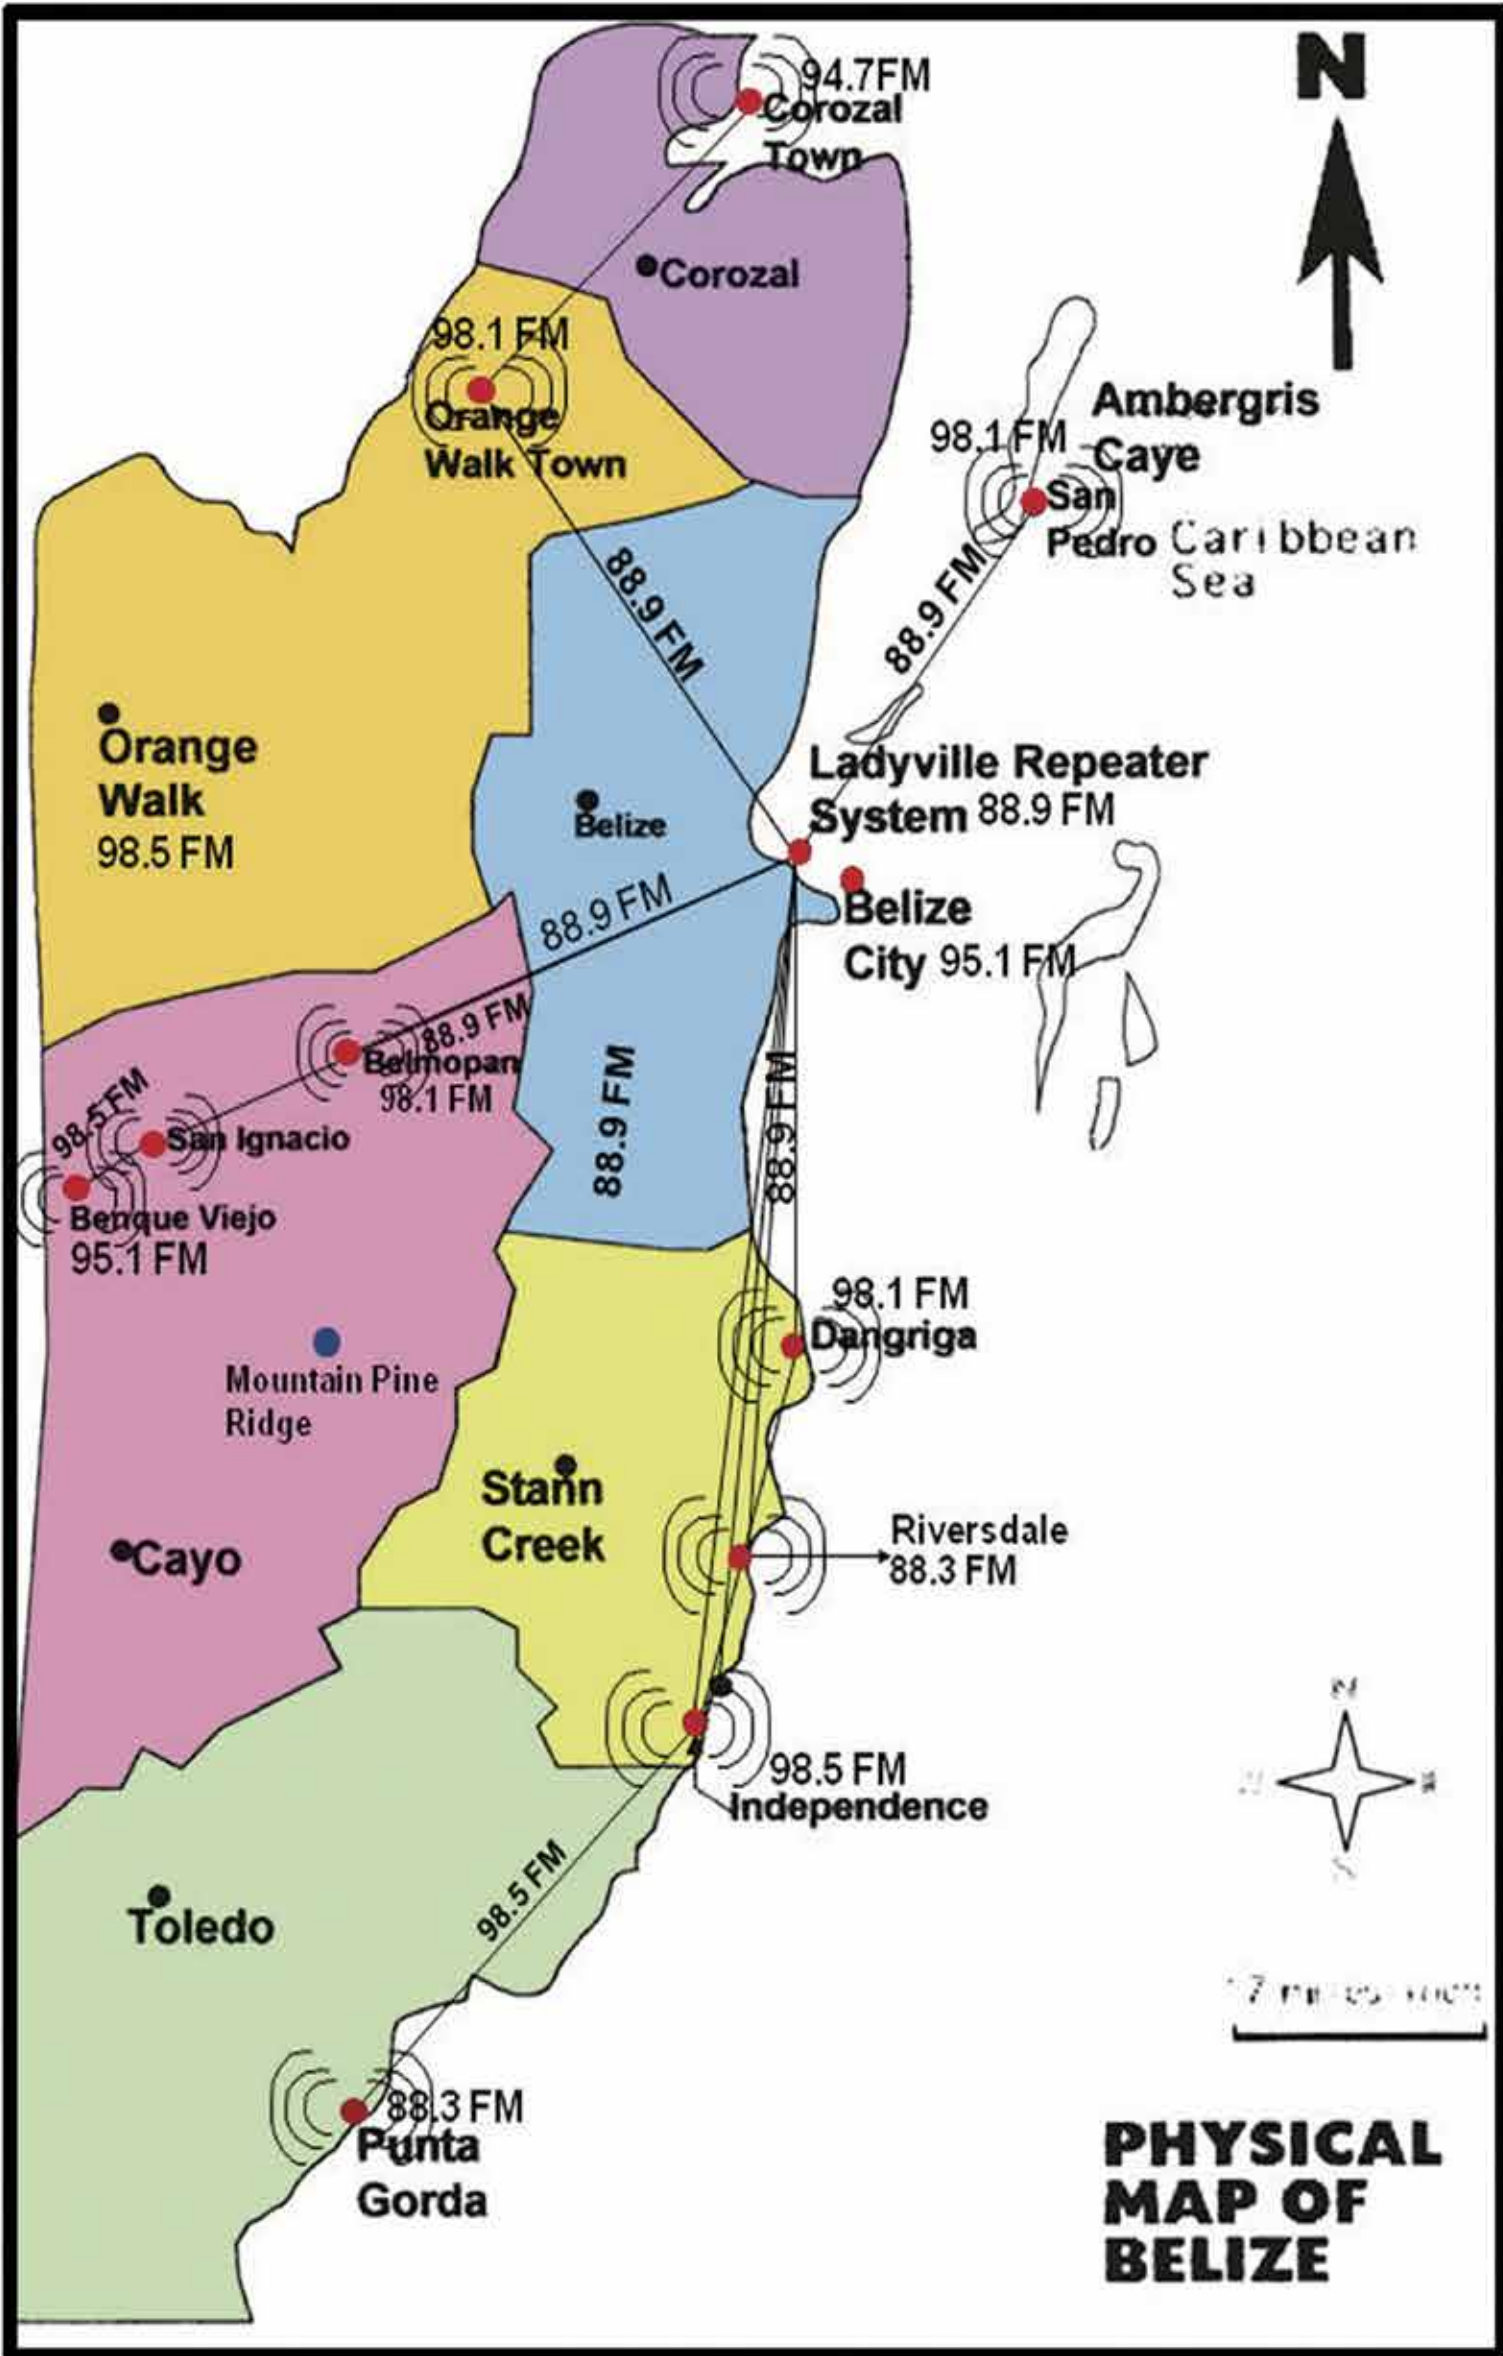 N
94.7FM
Corozal
Town
Corozal
98.1 FM
Orange
Walk Town
Ambergris
Caye
98.1 FM
San
Pedro
Caribbean
Sea
88.9 FM
88.9 FM
Orange
Walk
98.5 FM
Ladyville Repeater
System 88.9 FM
Belize
Belize
City 95.1 FM
88.9 FM
88.9 FM
Belmopan
98.1 FM
98.5 FM
San Ignacio
Benque Viejo
95.1 FM
88.9 FM
88.9 FM
98.1 FM
Dangriga
Mountain Pine
Ridge
Stann
Creek
Cayo
Riversdale
88.3 FM
98.5 FM
Independence
98.5 FM
Toledo
88.3 FM
Punta
Gorda
PHYSICAL
MAP OF
BELIZE